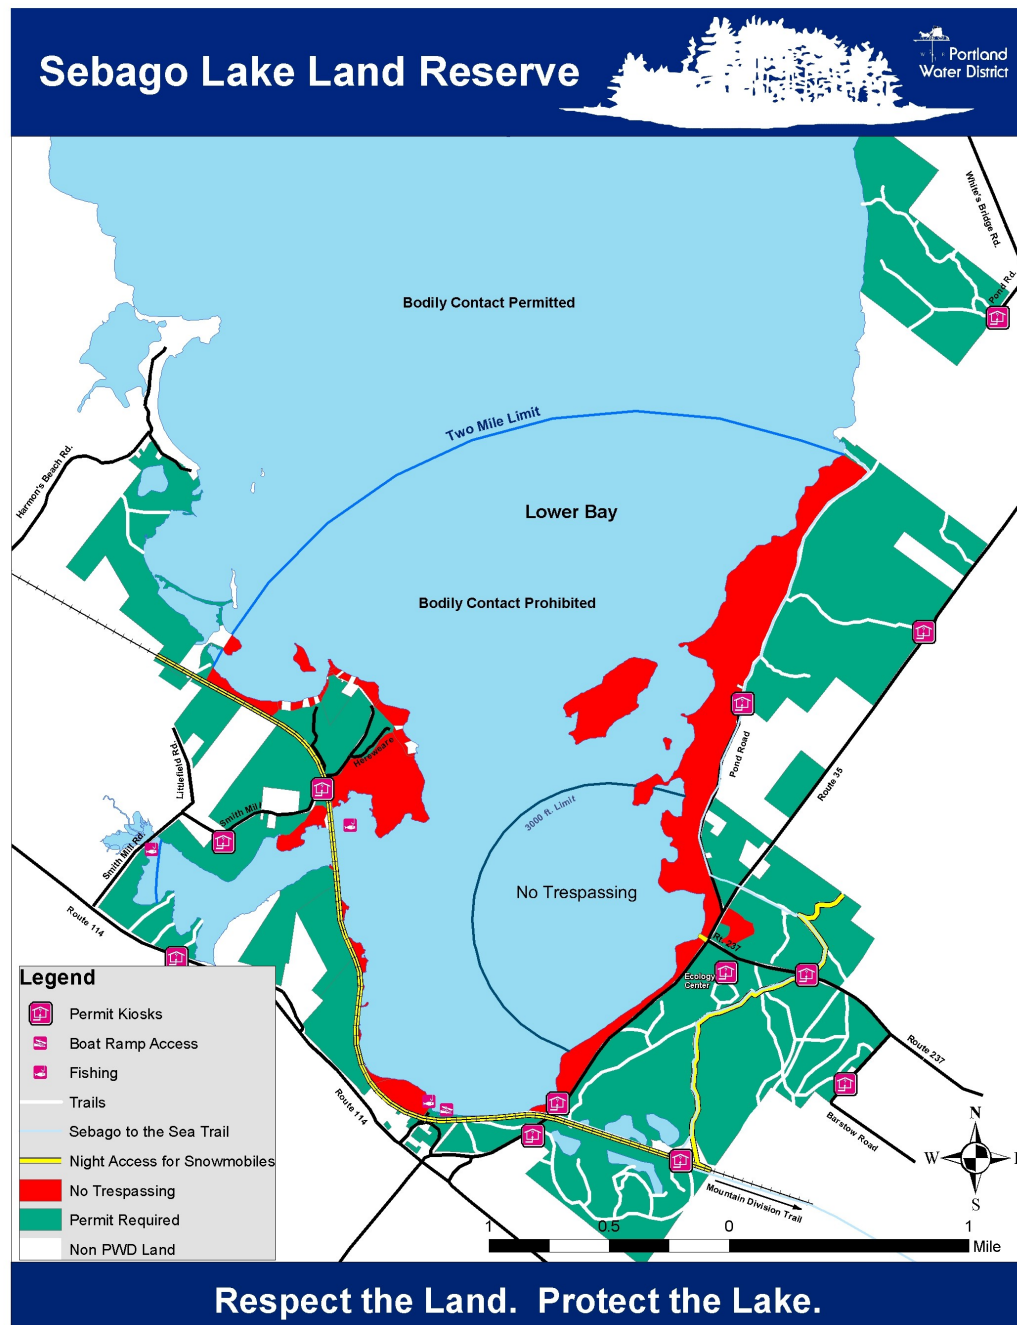 Sebago Lake Land Reserve
Portland
Water District
White's Bridge Rd.
Pond Rd.
Bodily Contact Permitted
Two Mile Limit
Harmon's Beach Rd.
Lower Bay
Bodily Contact Prohibited
Littlefield Rd.
Hereweare
Pond Road
Route 35
Smith Mill
3000 ft. Limit
Smith Mill Rd.
No Trespassing
Route 114
Rt. 237
Ecology
Center
Route 237
Route 114
Barstow Road
Mountain Division Trail
Legend
Permit Kiosks
Boat Ramp Access
Fishing
Trails
Sebago to the Sea Trail
Night Access for Snowmobiles
No Trespassing
Permit Required
Non PWD Land
N
W
E
S
1 0.5 0 1
Mile
Respect the Land. Protect the Lake.